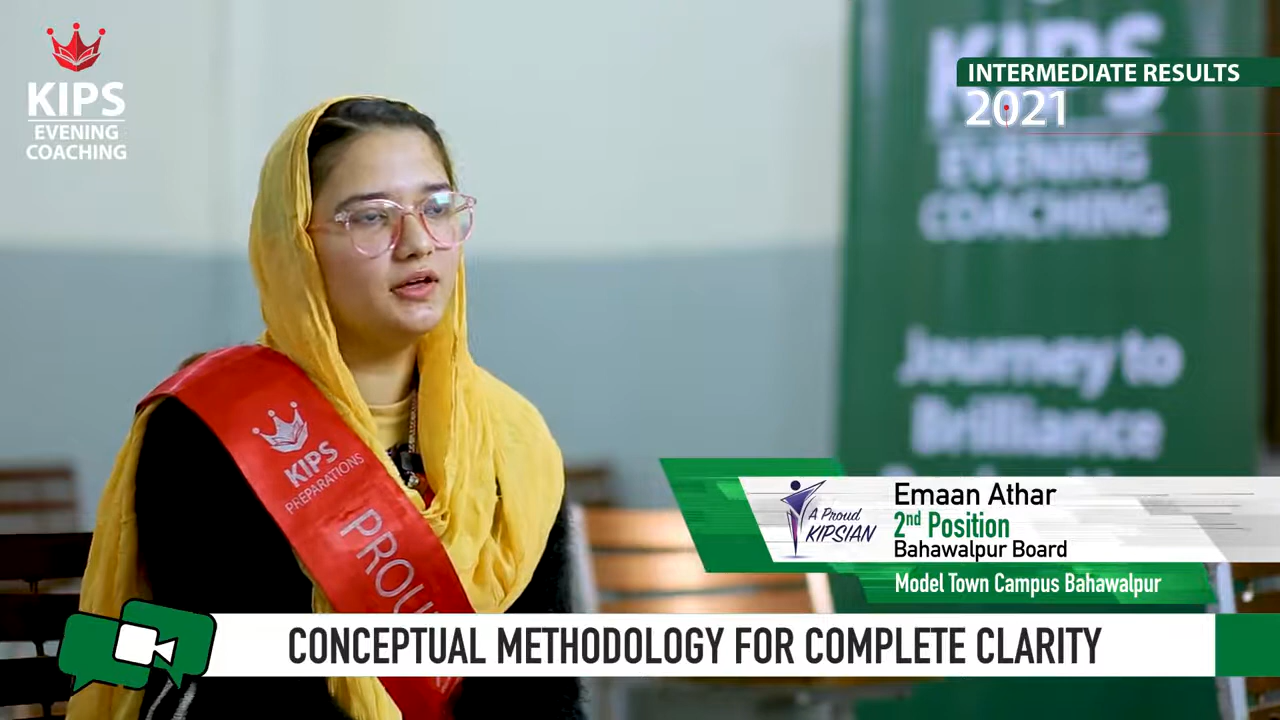 KIPS
EVENING
COACHING
INTERMEDIATE RESULTS
2021
KIPS
EVENING
COACHING
Journey to
Brilliance
KIPS
PREPARATIONS
PROU
A Proud
KIPSIAN
Emaan Athar
2nd Position
Bahawalpur Board
Model Town Campus Bahawalpur
CONCEPTUAL METHODOLOGY FOR COMPLETE CLARITY